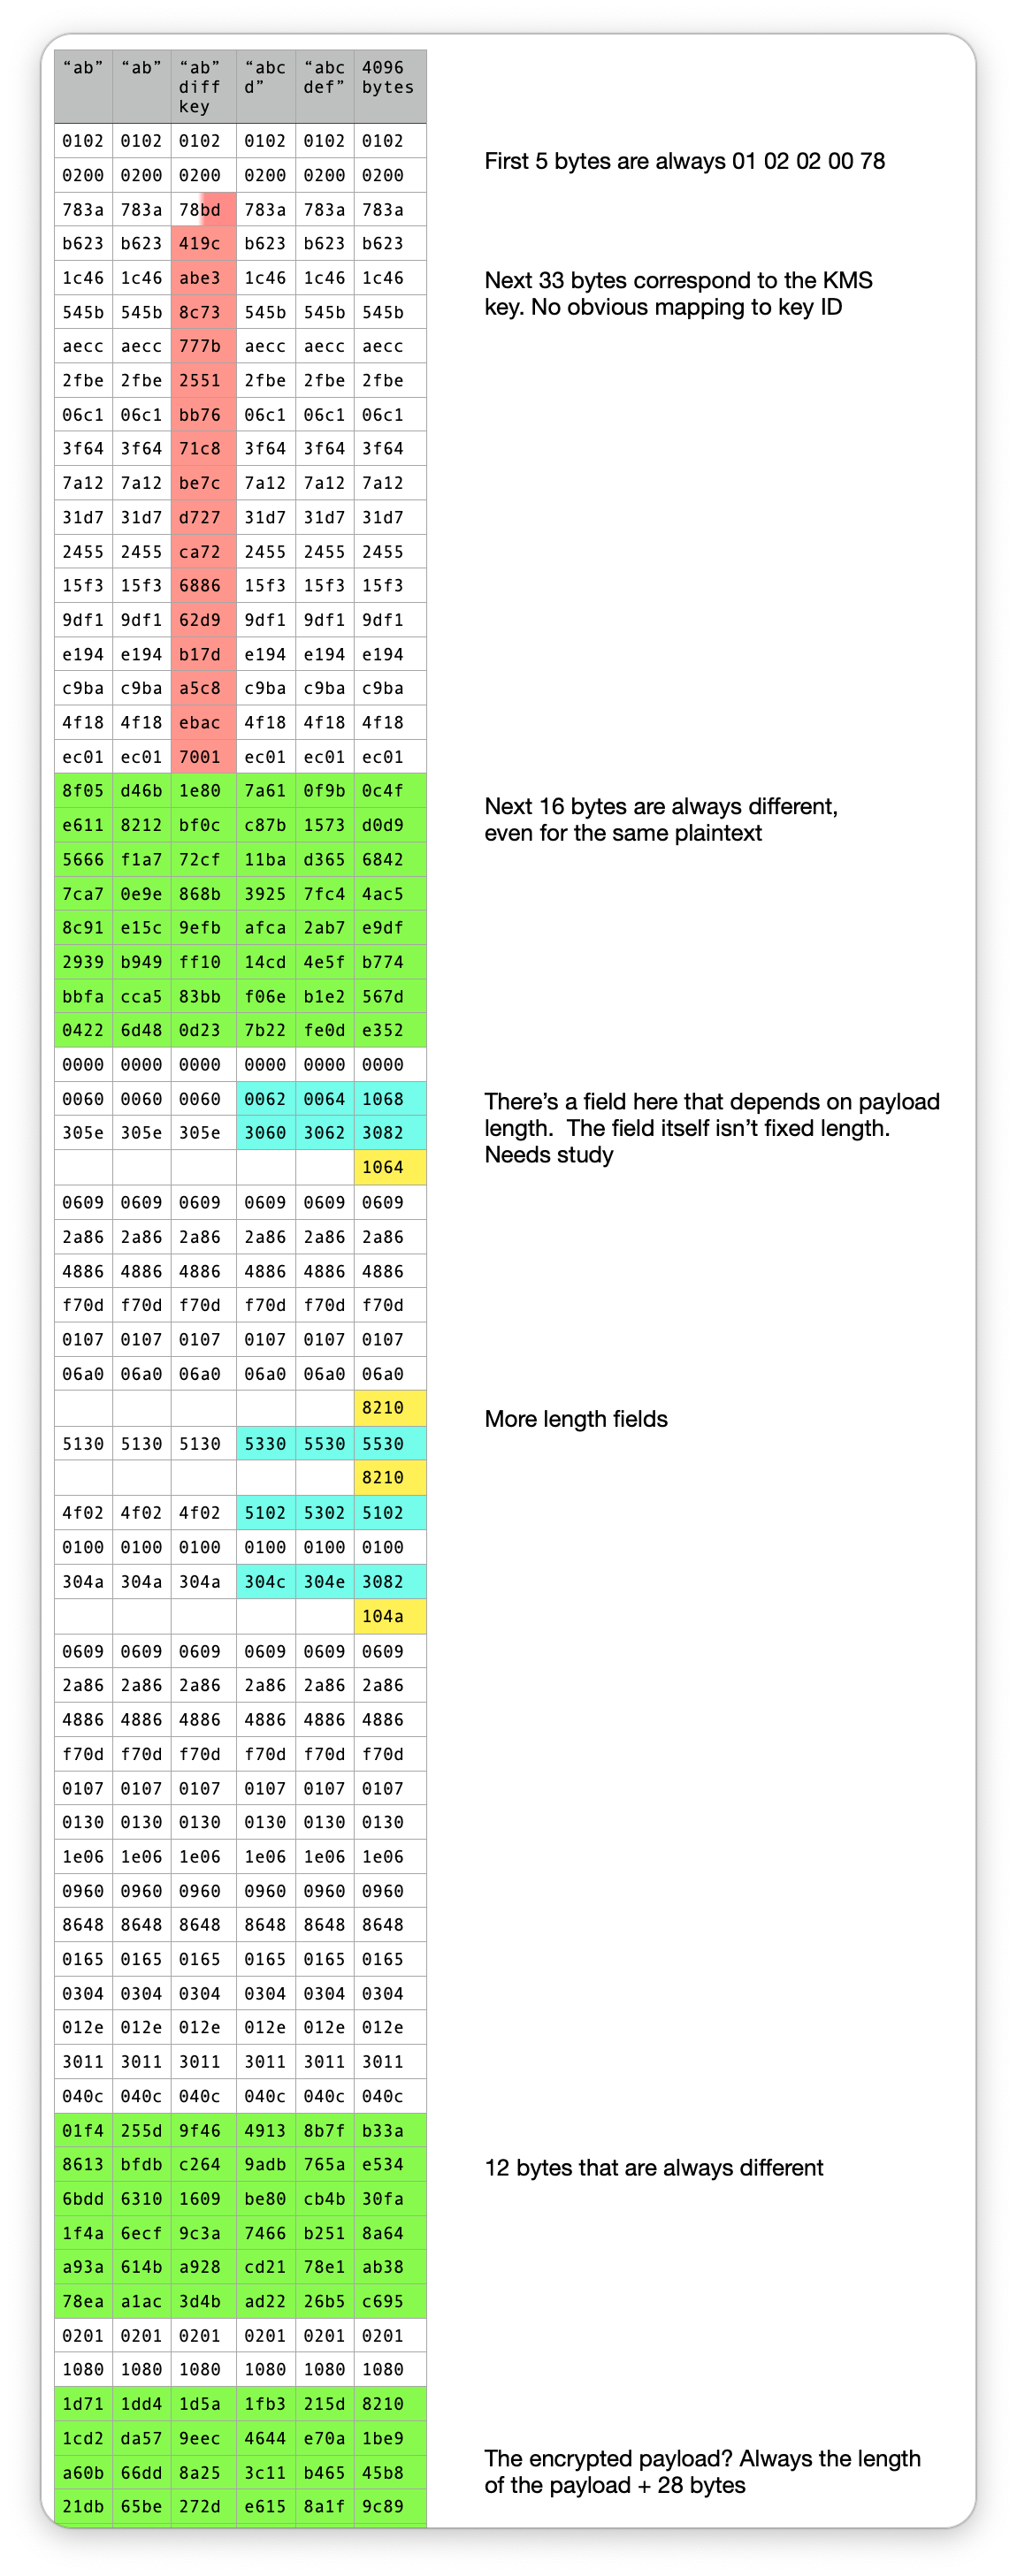 “ab” “ab” “ab” “abc “abc 4096
diff d” def” bytes
key
0102 0102 0102 0102 0102 0102
First 5 bytes are always 01 02 02 00 78
0200 0200 0200 0200 0200 0200
783a 783a 78bd 783a 783a 783a
b623 b623 419c b623 b623 b623
1c46 1c46 abe3 1c46 1c46 1c46
Next 33 bytes correspond to the KMS
key. No obvious mapping to key ID
545b 545b 8c73 545b 545b 545b
aecc aecc 777b aecc aecc aecc
2fbe 2fbe 2551 2fbe 2fbe 2fbe
06c1 06c1 bb76 06c1 06c1 06c1
3f64 3f64 71c8 3f64 3f64 3f64
7a12 7a12 be7c 7a12 7a12 7a12
31d7 31d7 d727 31d7 31d7 31d7
2455 2455 ca72 2455 2455 2455
15f3 15f3 6886 15f3 15f3 15f3
9df1 9df1 62d9 9df1 9df1 9df1
e194 e194 b17d e194 e194 e194
c9ba c9ba a5c8 c9ba c9ba c9ba
4f18 4f18 ebac 4f18 4f18 4f18
ec01 ec01 7001 ec01 ec01 ec01
8f05 d46b 1e80 7a61 0f9b 0c4f
Next 16 bytes are always different,
even for the same plaintext
e611 8212 bf0c c87b 1573 d0d9
5666 f1a7 72cf 11ba d365 6842
7ca7 0e9e 868b 3925 7fc4 4ac5
8c91 e15c 9efb afca 2ab7 e9df
2939 b949 ff10 14cd 4e5f b774
bbfa cca5 83bb f06e b1e2 567d
0422 6d48 0d23 7b22 fe0d e352
0000 0000 0000 0000 0000 0000
0060 0060 0060 0062 0064 1068
There’s a field here that depends on payload
length. The field itself isn’t fixed length.
Needs study
305e 305e 305e 3060 3062 3082
1064
0609 0609 0609 0609 0609 0609
2a86 2a86 2a86 2a86 2a86 2a86
4886 4886 4886 4886 4886 4886
f70d f70d f70d f70d f70d f70d
0107 0107 0107 0107 0107 0107
06a0 06a0 06a0 06a0 06a0 06a0
8210
More length fields
5130 5130 5130 5330 5530 5530
8210
4f02 4f02 4f02 5102 5302 5102
0100 0100 0100 0100 0100 0100
304a 304a 304a 304c 304e 3082
104a
0609 0609 0609 0609 0609 0609
2a86 2a86 2a86 2a86 2a86 2a86
4886 4886 4886 4886 4886 4886
f70d f70d f70d f70d f70d f70d
0107 0107 0107 0107 0107 0107
0130 0130 0130 0130 0130 0130
1e06 1e06 1e06 1e06 1e06 1e06
0960 0960 0960 0960 0960 0960
8648 8648 8648 8648 8648 8648
0165 0165 0165 0165 0165 0165
0304 0304 0304 0304 0304 0304
012e 012e 012e 012e 012e 012e
3011 3011 3011 3011 3011 3011
040c 040c 040c 040c 040c 040c
01f4 255d 9f46 4913 8b7f b33a
8613 bfdb c264 9adb 765a e534
12 bytes that are always different
6bdd 6310 1609 be80 cb4b 30fa
1f4a 6ecf 9c3a 7466 b251 8a64
a93a 614b a928 cd21 78e1 ab38
78ea a1ac 3d4b ad22 26b5 c695
0201 0201 0201 0201 0201 0201
1080 1080 1080 1080 1080 1080
1d71 1dd4 1d5a 1fb3 215d 8210
1cd2 da57 9eec 4644 e70a 1be9
The encrypted payload? Always the length
of the payload + 28 bytes
a60b 66dd 8a25 3c11 b465 45b8
21db 65be 272d e615 8a1f 9c89